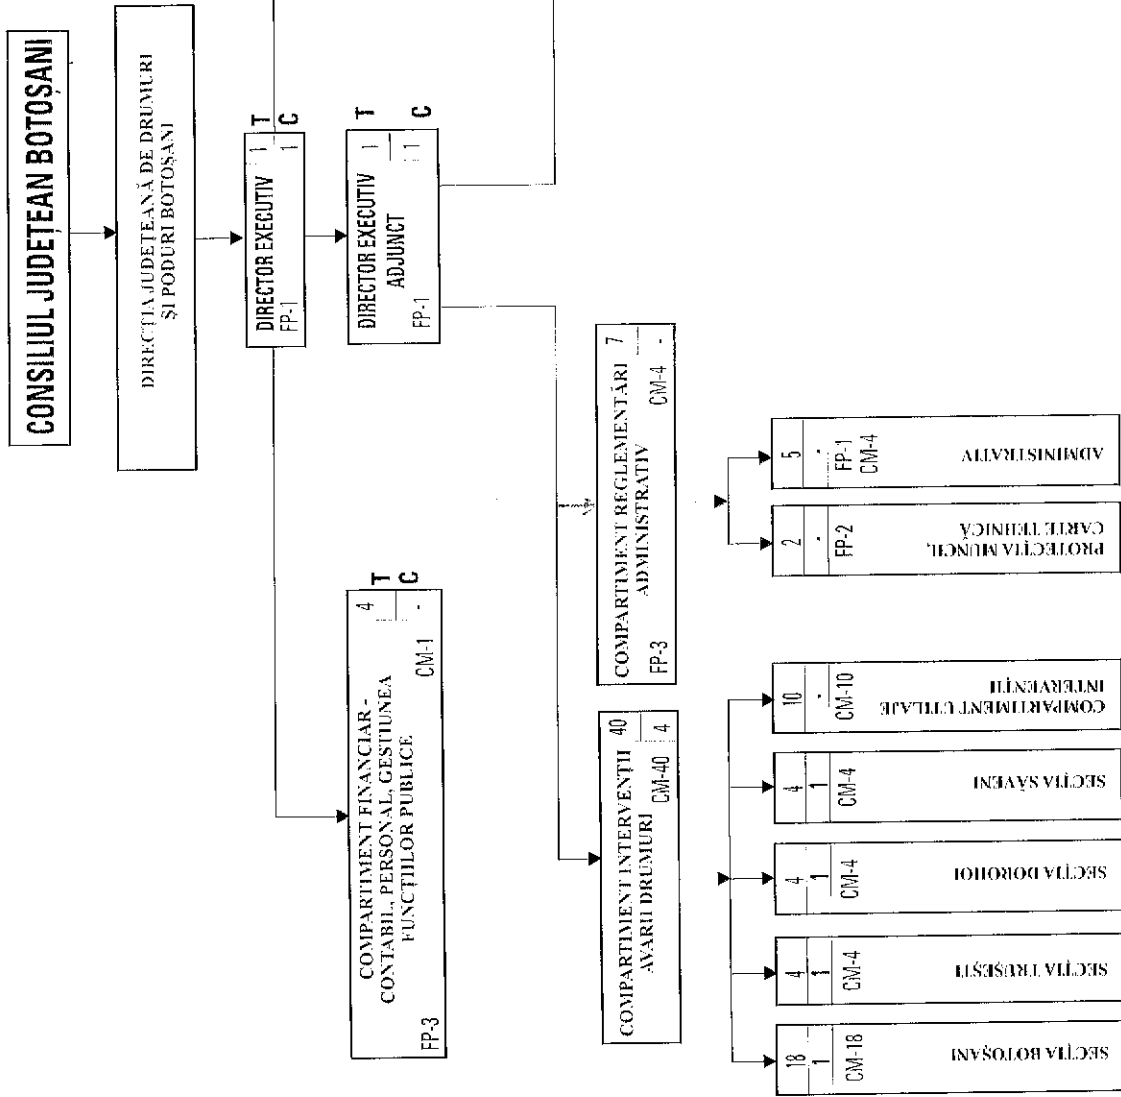 CONSILIUL JUDEȚEAN BOTOȘANI
DIRECȚIA JUDEȚEANĂ DE DRUMURI
ȘI PODURI BOTOȘANI
DIRECTOR EXECUTIV 1 T
FP-1 1 C
DIRECTOR EXECUTIV 1 T
ADJUNCT
FP-1 1 C
COMPARTIMENT FINANCIAR - 4 T
CONTABIL, PERSONAL, GESTIUNEA - C
FUNCTIILOR PUBLICE CM-1
FP-3
COMPARTIMENT INTERVENȚII 40
AVARII DRUMURI CM-40 4
COMPARTIMENT REGLEMENTĂRI 7
ADMINISTRATIV CM-4 -
FP-3
18
1
CM-18
SECȚIA BOTOȘANI
4
1
CM-4
SECȚIA TRUȘEȘTI
4
1
CM-4
SECȚIA DOROHOI
4
1
CM-4
SECȚIA SĂVENI
10
-
CM-10
COMPARTIMENT UTILAJE
INTERVENȚII
2
-
FP-2
PROTECȚIA MUNCII,
CARTE TEHNICĂ
5
-
FP-1
CM-4
ADMINISTRATIV